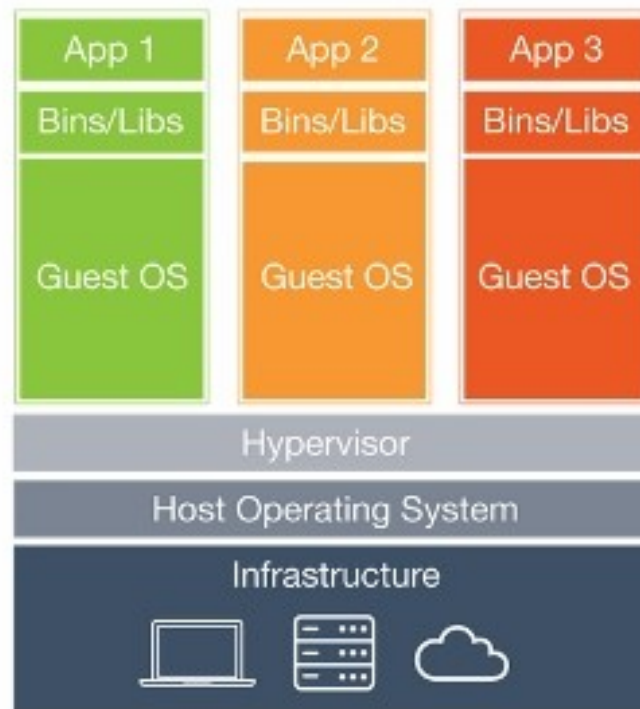 App 1 App 2 App 3
Bins/Libs Bins/Libs Bins/Libs
Guest OS Guest OS Guest OS
Hypervisor
Host Operating System
Infrastructure